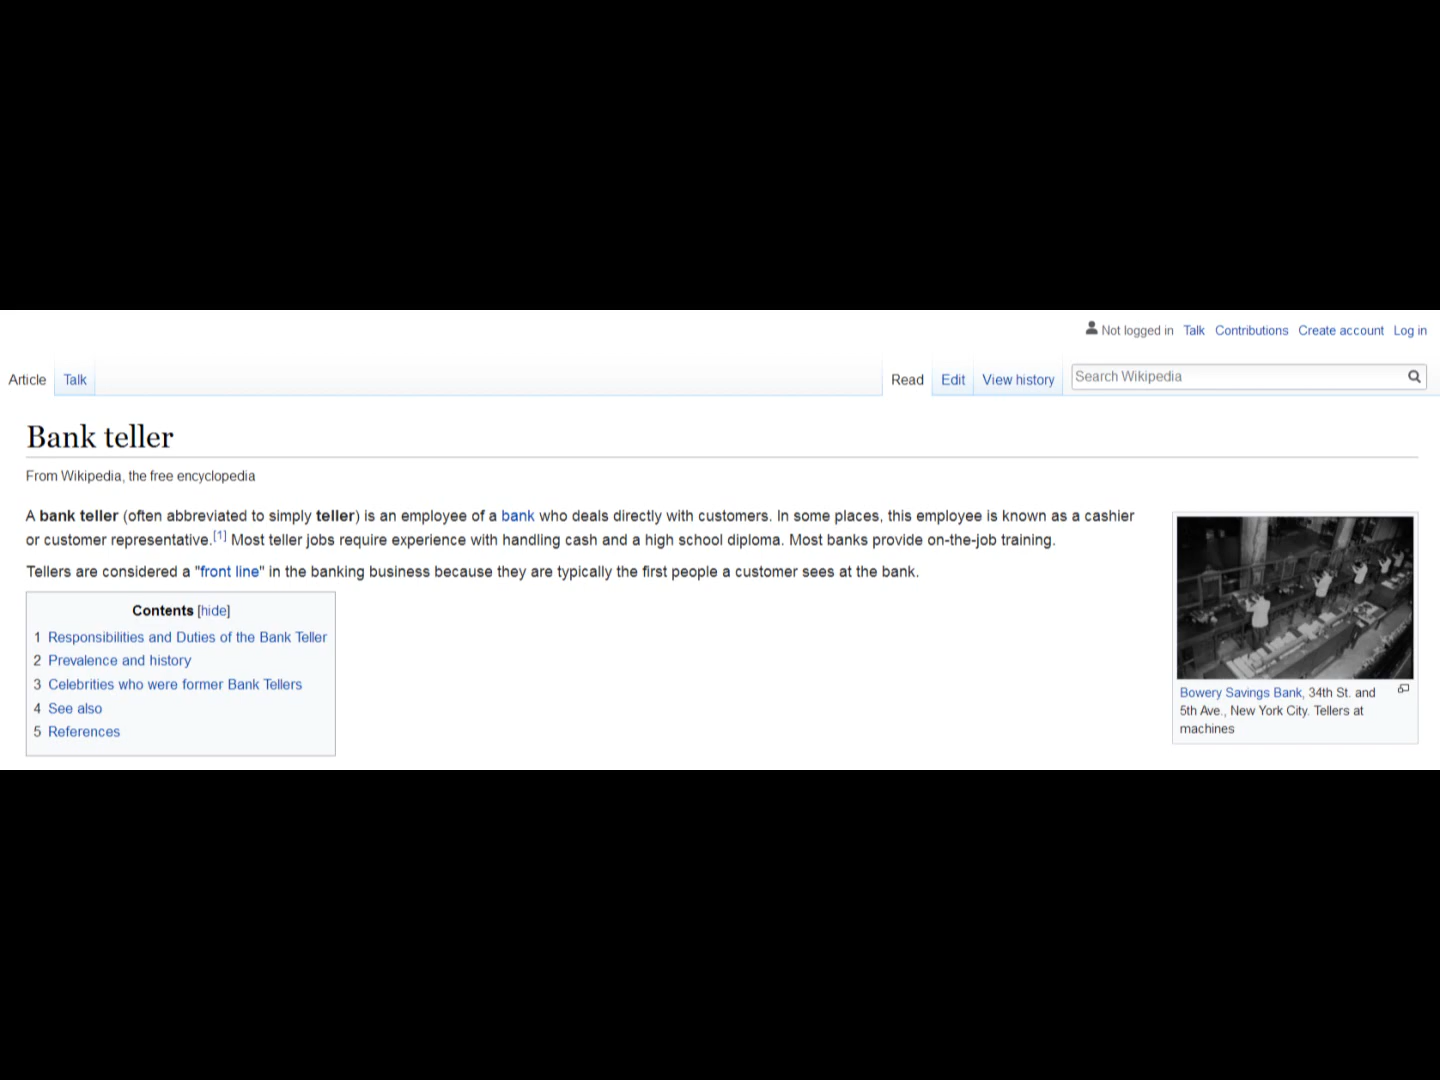 Not logged in Talk Contributions Create account Log in
Article Talk Read Edit View history Search Wikipedia
Bank teller
From Wikipedia, the free encyclopedia
A bank teller (often abbreviated to simply teller) is an employee of a bank who deals directly with customers. In some places, this employee is known as a cashier
or customer representative.[1] Most teller jobs require experience with handling cash and a high school diploma. Most banks provide on-the-job training.
Tellers are considered a "front line" in the banking business because they are typically the first people a customer sees at the bank.
Contents [hide]
1 Responsibilities and Duties of the Bank Teller
2 Prevalence and history
3 Celebrities who were former Bank Tellers
4 See also
5 References
Bowery Savings Bank, 34th St. and
5th Ave., New York City. Tellers at
machines